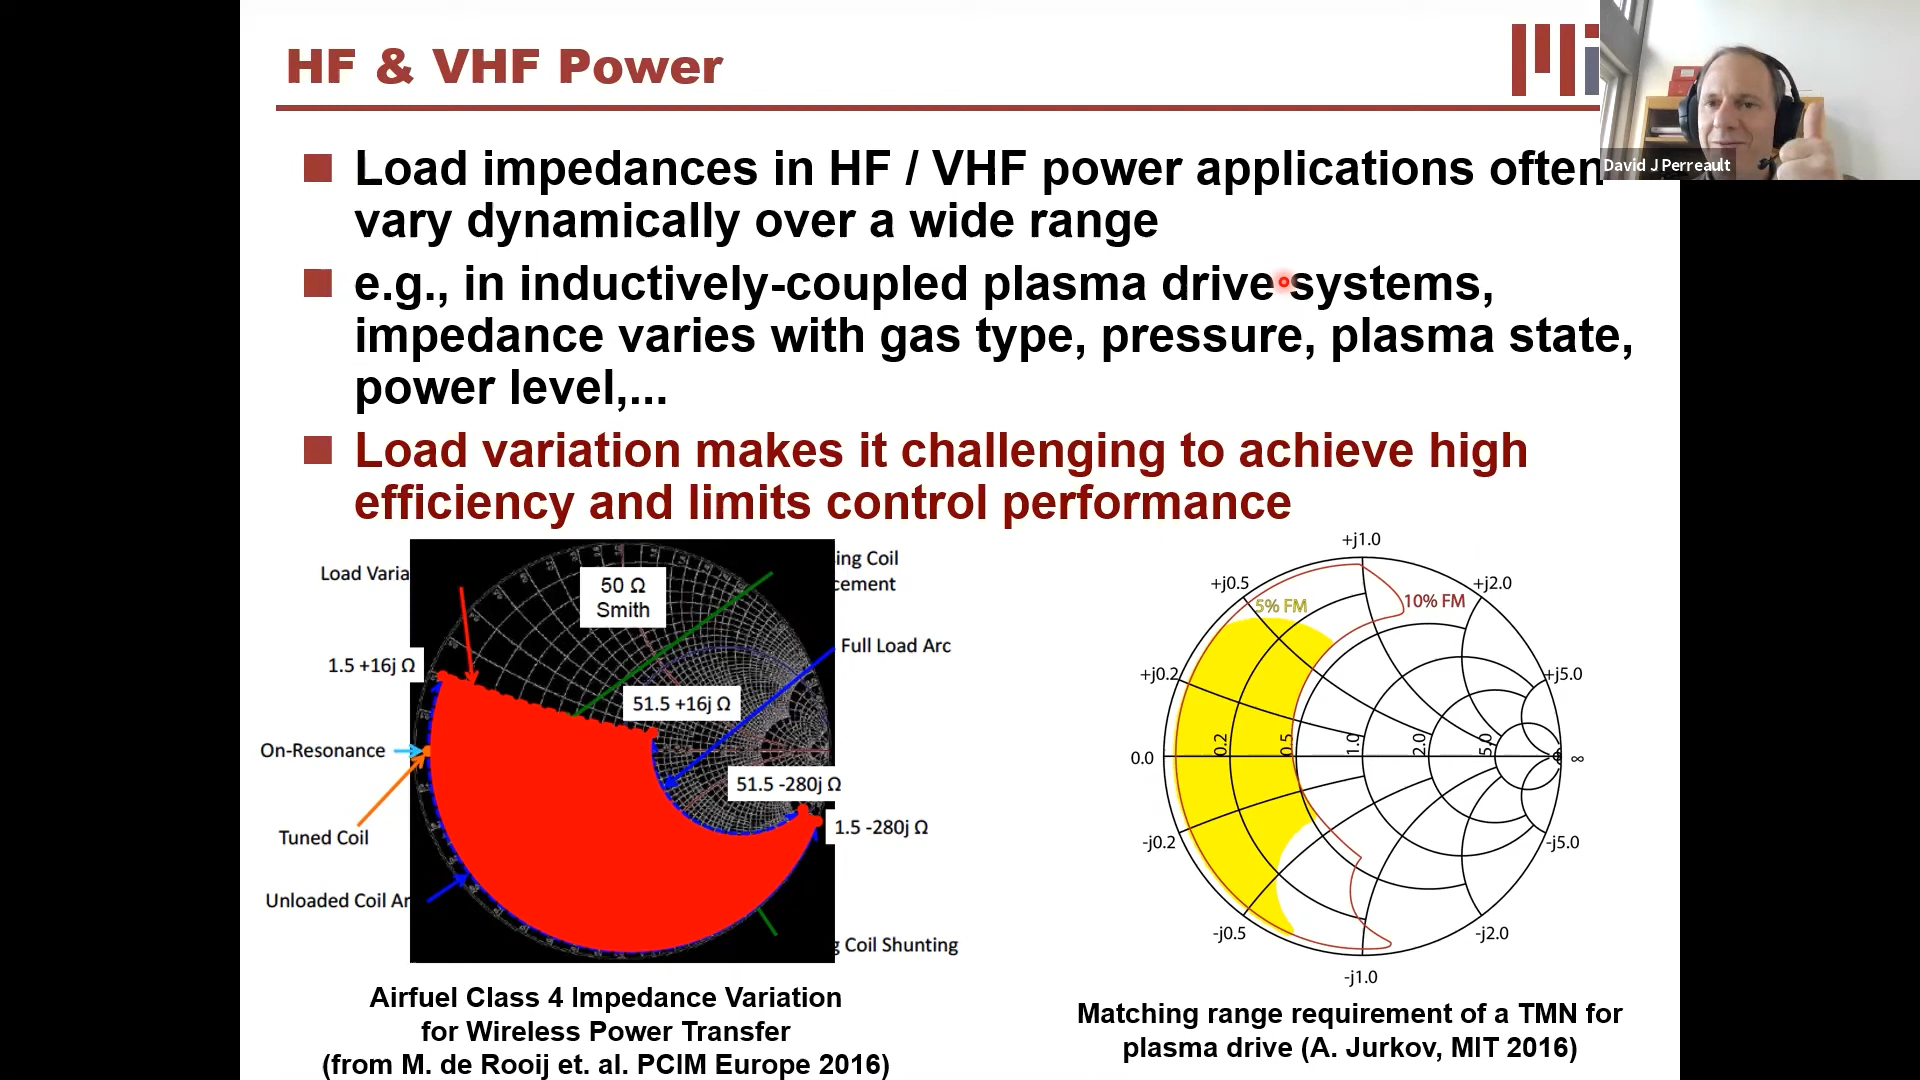 HF & VHF Power
David J Perreault
Load impedances in HF / VHF power applications often
vary dynamically over a wide range
e.g., in inductively-coupled plasma drive systems,
impedance varies with gas type, pressure, plasma state,
power level,...
Load variation makes it challenging to achieve high
efficiency and limits control performance
Load Varia
50 Ω
Smith
ing Coil
cement
Full Load Arc
1.5 +16j Ω
51.5 +16j Ω
On-Resonance
51.5 -280j Ω
1.5 -280j Ω
Tuned Coil
Unloaded Coil Ar
g Coil Shunting
Airfuel Class 4 Impedance Variation
for Wireless Power Transfer
(from M. de Rooij et. al. PCIM Europe 2016)
+j1.0
+j0.5
+j2.0
5% FM
10% FM
+j0.2
+j5.0
0.0
0.2
0.5
1.0
2.0
5.0
∞
-j0.2
-j5.0
-j0.5
-j2.0
-j1.0
Matching range requirement of a TMN for
plasma drive (A. Jurkov, MIT 2016)